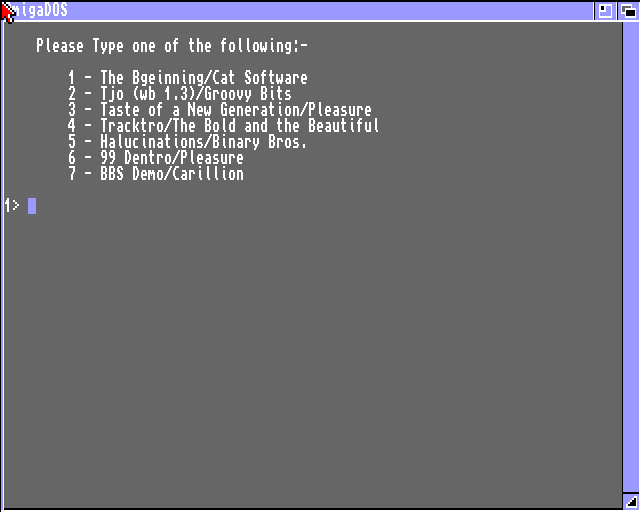 migaDOS
Please Type one of the following:-
1 - The Bgeinning/Cat Software
2 - Tjo (wb 1.3)/Groovy Bits
3 - Taste of a New Generation/Pleasure
4 - Tracktro/The Bold and the Beautiful
5 - Halucinations/Binary Bros.
6 - 99 Dentro/Pleasure
7 - BBS Demo/Carillion
1>